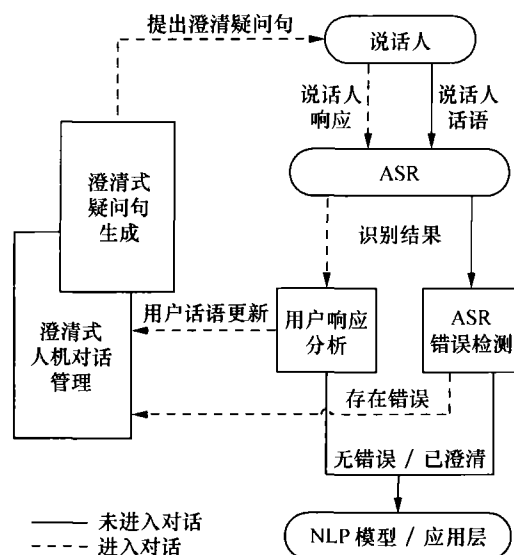 提出澄清疑问句
说话人
说话人
响应
说话人
话语
ASR
澄清式
疑问句
生成
识别结果
用户话语更新
用户响应
分析
ASR
错误检测
澄清式
人机对话
管理
存在错误
无错误 / 已澄清
未进入对话
进入对话
NLP 模型 / 应用层